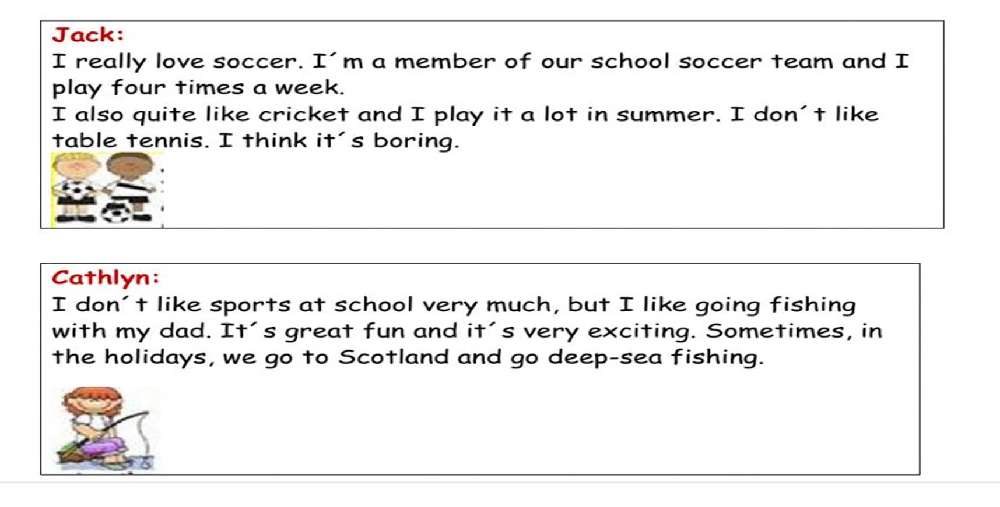 Jack:
I really love soccer. I´m a member of our school soccer team and I
play four times a week.
I also quite like cricket and I play it a lot in summer. I don´t like
table tennis. I think it´s boring.
Cathlyn:
I don´t like sports at school very much, but I like going fishing
with my dad. It´s great fun and it´s very exciting. Sometimes, in
the holidays, we go to Scotland and go deep-sea fishing.